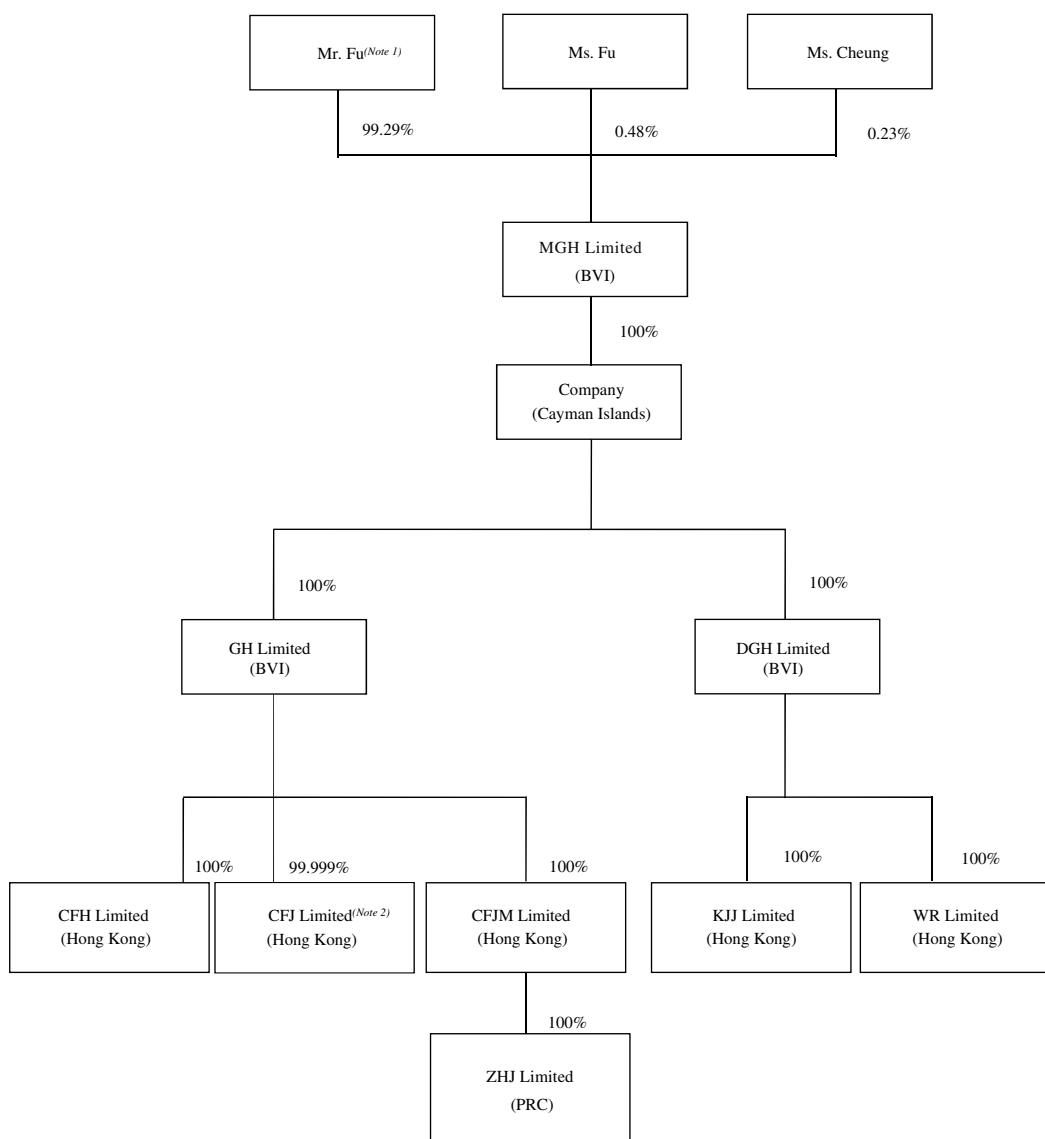 Mr. Fu(Note 1)
Ms. Fu
Ms. Cheung
99.29%
0.48%
0.23%
MGH Limited
(BVI)
100%
Company
(Cayman Islands)
100%
100%
GH Limited
(BVI)
DGH Limited
(BVI)
100%
99.999%
100%
100%
100%
CFH Limited
(Hong Kong)
CFJ Limited(Note 2)
(Hong Kong)
CFJM Limited
(Hong Kong)
KJJ Limited
(Hong Kong)
WR Limited
(Hong Kong)
100%
ZHJ Limited
(PRC)